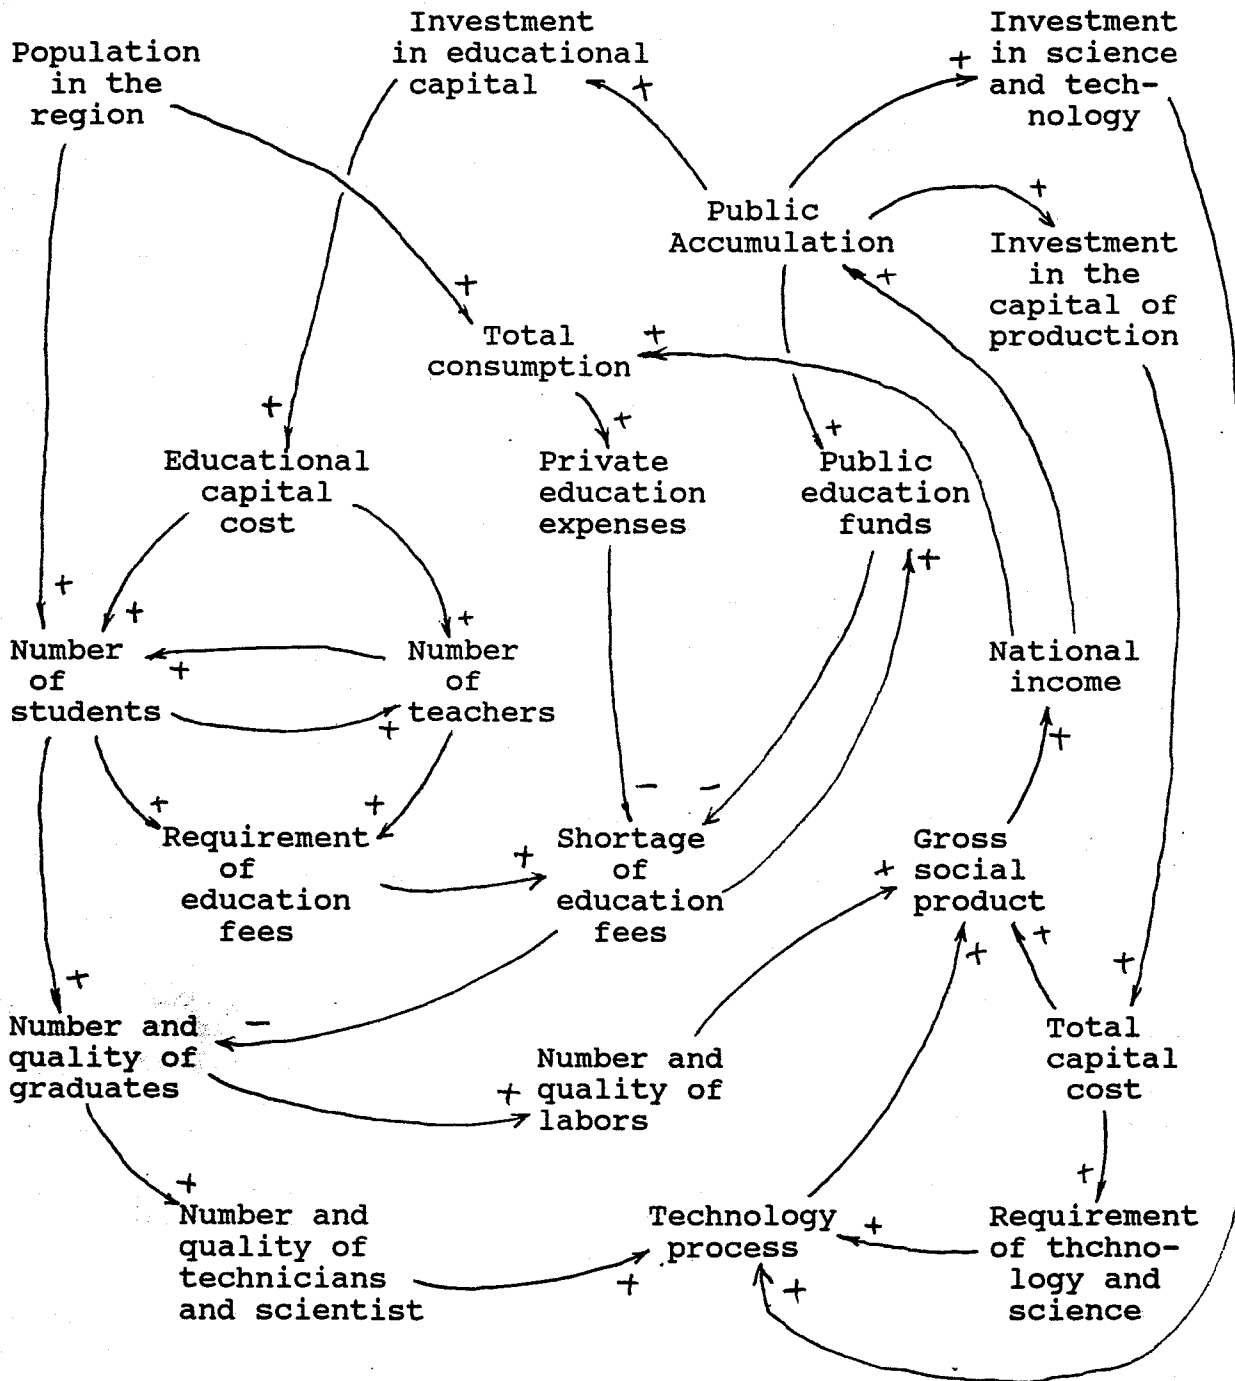 Population
in the
region
Investment
in educational
capital
Investment
in science
and tech-
nology
+
+
Public
Accumulation
+
+
Investment
in the
capital of
production
+
Total
consumption
+
+
Educational
capital
cost
+
Private
education
expenses
+
Public
education
funds
+
+
+
+
+
Number
of
students
+
Number
of
teachers
+
National
income
+
+
+
Requirement
of
education
fees
+
-
-
Shortage
of
education
fees
Gross
social
product
+
+
+
+
+
Number and
quality of
graduates
-
Number and
quality of
labors
+
Total
capital
cost
+
Number and
quality of
technicians
and scientist
+
Technology
process
+
+
+
Requirement
of thchno-
logy and
science